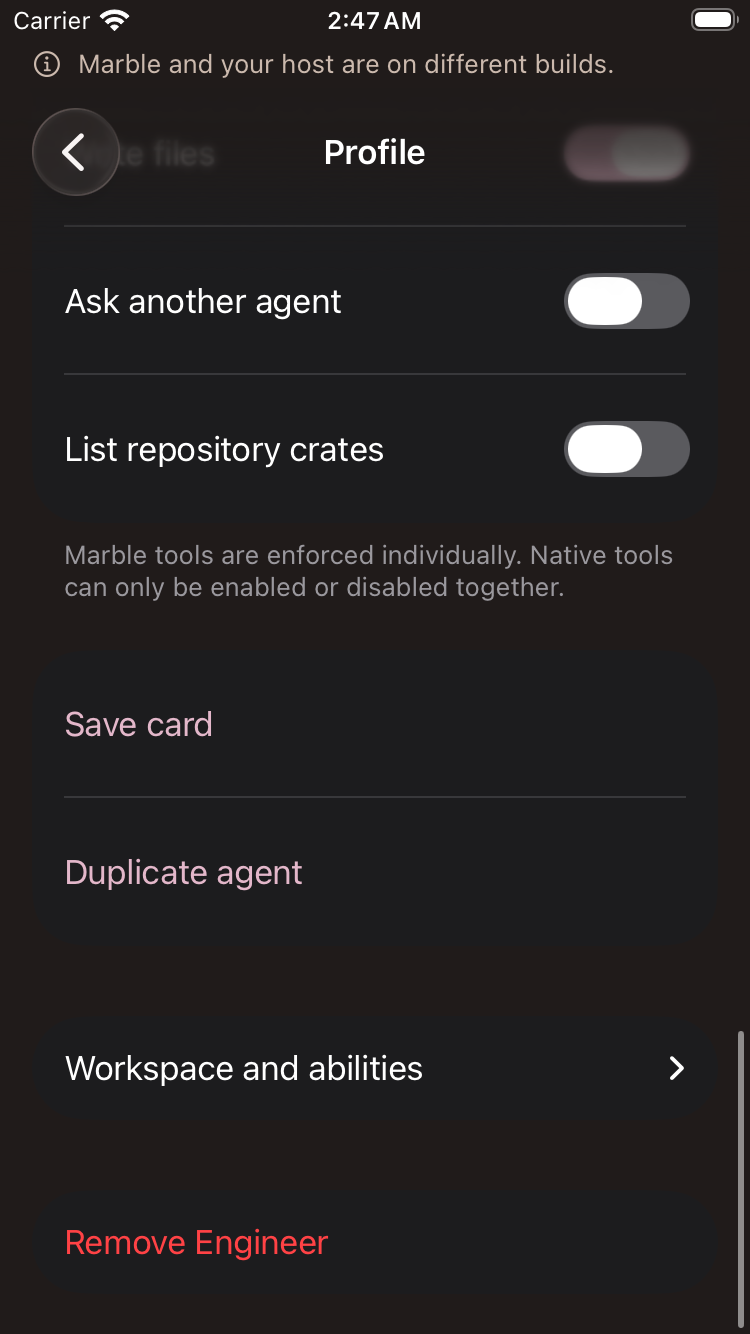 Carrier
2:47 AM
Marble and your host are on different builds.
Profile
files
Ask another agent
List repository crates
Marble tools are enforced individually. Native tools
can only be enabled or disabled together.
Save card
Duplicate agent
Workspace and abilities
Remove Engineer